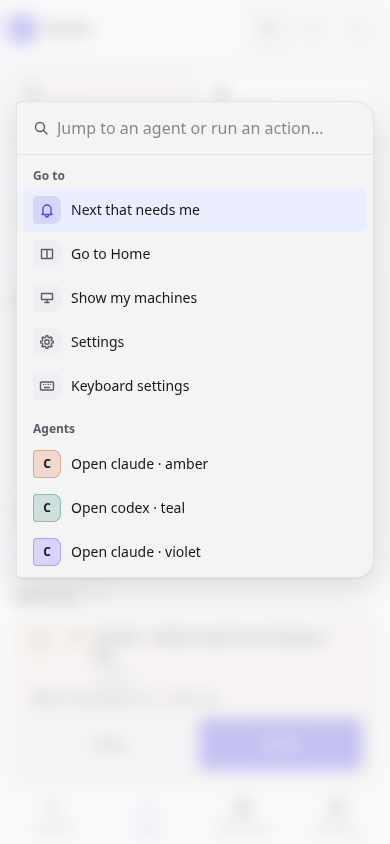 Jump to an agent or run an action...
Go to
Next that needs me
Go to Home
Show my machines
Settings
Keyboard settings
Agents
C Open claude · amber
C Open codex · teal
C Open claude · violet